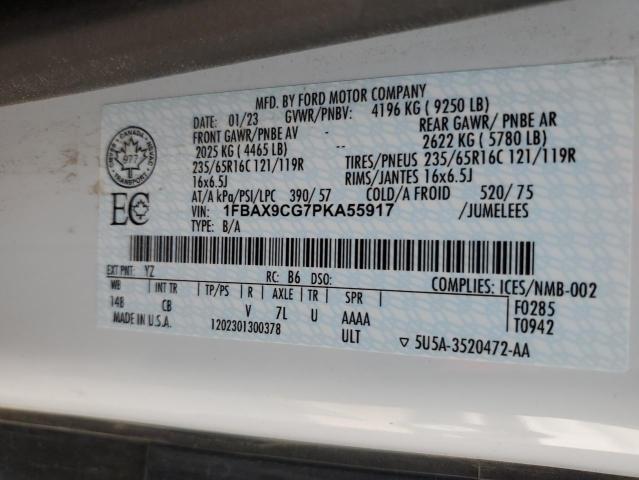 MFD. BY FORD MOTOR COMPANY
01/23 GVWR/PNBV: 4196 KG ( 9250 LB)
FRONT GAWR/PNBE AV REAR GAWR/ PNBE AR
2025 KG ( 4465 LB) 2622 KG ( 5780 LB)
235/65R16C 121/119R TIRES/PNEUS 235/65R16C 121/119R
16x6.5J RIMS/JANTES 16x6.5J
AT/A kPa/PSI/LPC 390/ 57 COLD/A FROID 520/ 75
VIN: 1FBAX9CG7PKA55917 /JUMELEES
TYPE: B/A
CANADA
977
TRANSPORT
EC
EXT PNT: YZ RC: B6 DSO: COMPLIES: ICES/NMB-002
WB INT TR TP/PS R AXLE TR SPR F0285
148 CB V 7L U AAAA T0942
MADE IN U.S.A. 1202301300378 ULT ▽ 5U5A-3520472-AA